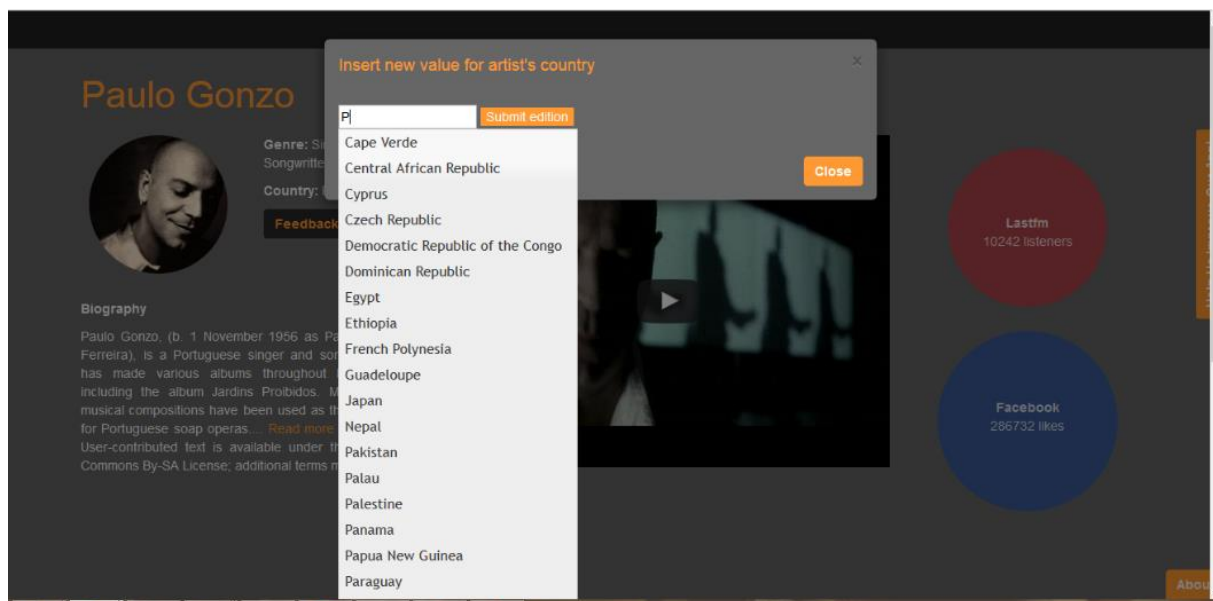 Insert new value for artist's country
x
Paulo Gonzo
P
Submit edition
Cape Verde
Central African Republic
Cyprus
Czech Republic
Democratic Republic of the Congo
Dominican Republic
Egypt
Ethiopia
French Polynesia
Guadeloupe
Japan
Nepal
Pakistan
Palau
Palestine
Panama
Papua New Guinea
Paraguay
Close
Genre:
Songwritte
Country:
Feedback
Biography
Paulo Gonzo, (b. 1 November 1956 as Pa
Ferreira), is a Portuguese singer and sor
has made various albums throughout
including the album Jardins Proibidos. M
musical compositions have been used as th
for Portuguese soap operas.... Read more
User-contributed text is available under th
Commons By-SA License; additional terms m
Lastfm
10242 listeners
Facebook
286732 likes
Abou